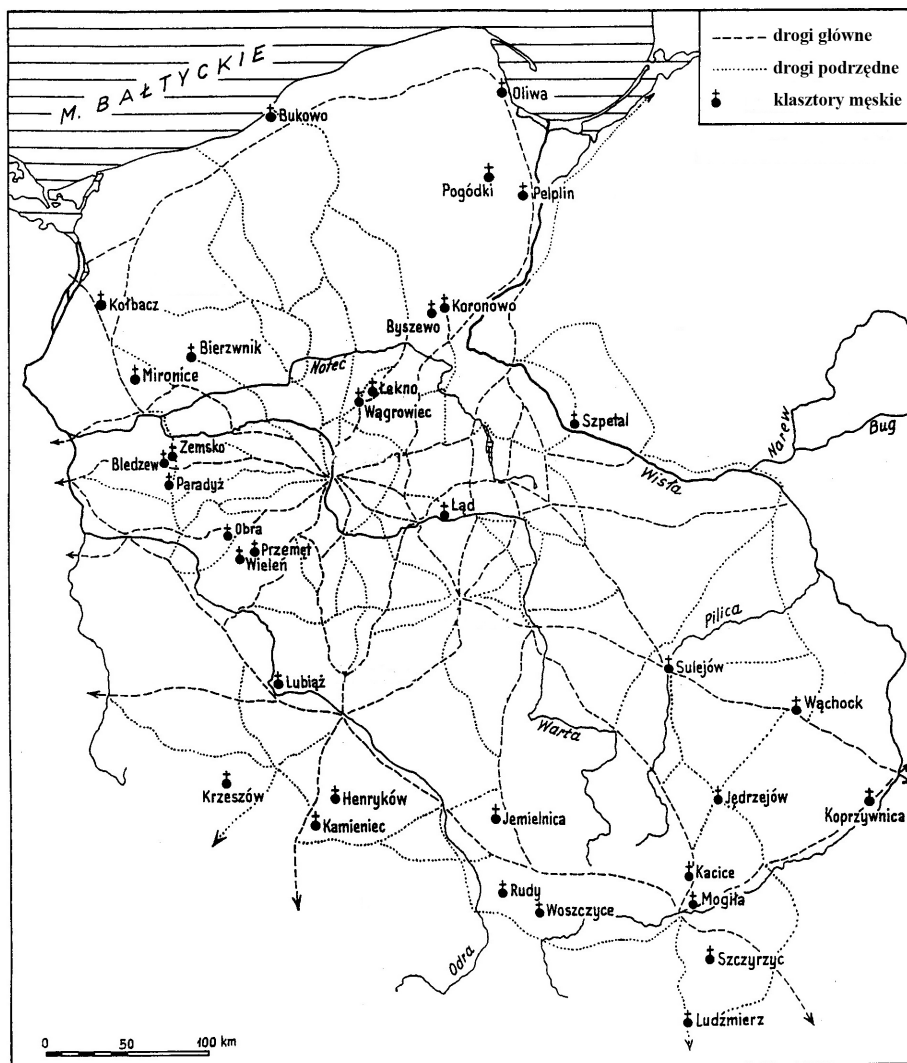 M. BAŁTYCKIE
drogi główne
drogi podrzędne
klasztory męskie
Oliwa
Bukowo
Pogódki
Pelplin
Kołbacz
Koronowo
Byszewo
Bierzwnik
Mironice
Noteć
Łekno
Wągrowiec
Szpetal
Narew
Bug
Zemsko
Bledzew
Paradyż
Wisła
Ląd
Obra
Przemęt
Wieleń
Pilica
Sulejów
Lubiąż
Wąchock
Warta
Krzeszów
Henryków
Kamieniec
Jemielnica
Jędrzejów
Koprzywnica
Kacice
Mogiła
Rudy
Woszczyce
Odra
Szczyrzyc
Ludźmierz
0 50 100 km